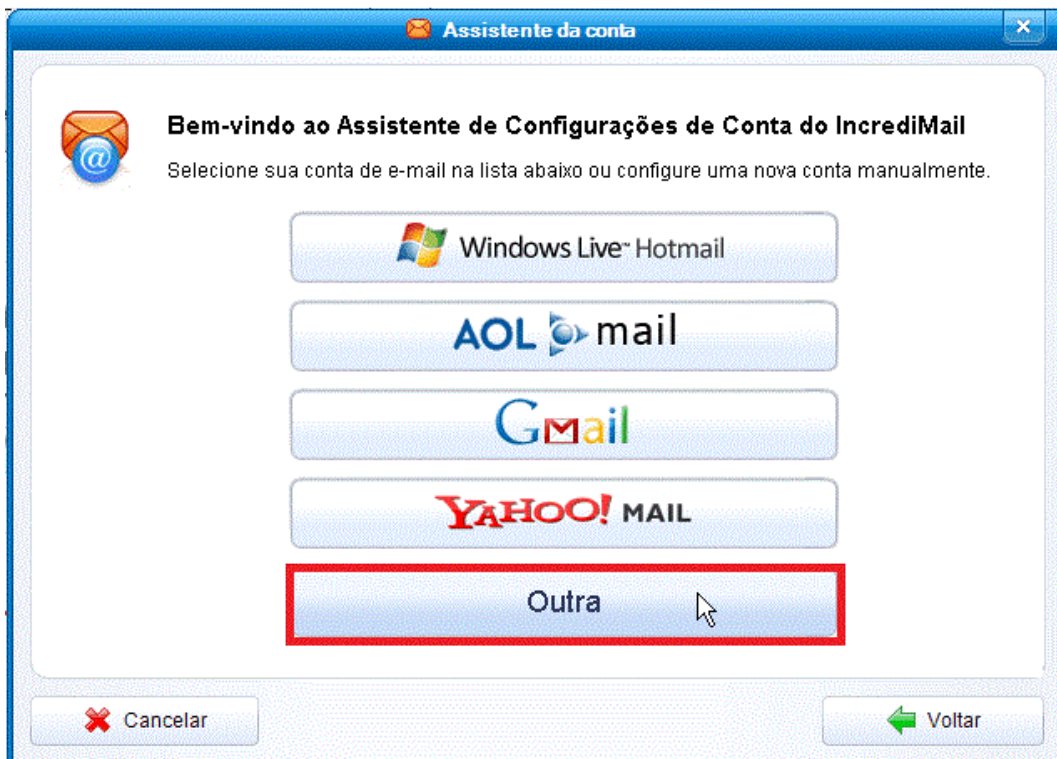 Assistente da conta
Bem-vindo ao Assistente de Configurações de Conta do IncrediMail
Selecione sua conta de e-mail na lista abaixo ou configure uma nova conta manualmente.
Windows Live™ Hotmail
AOL mail
Gmail
YAHOO! MAIL
Outra
Cancelar
Voltar